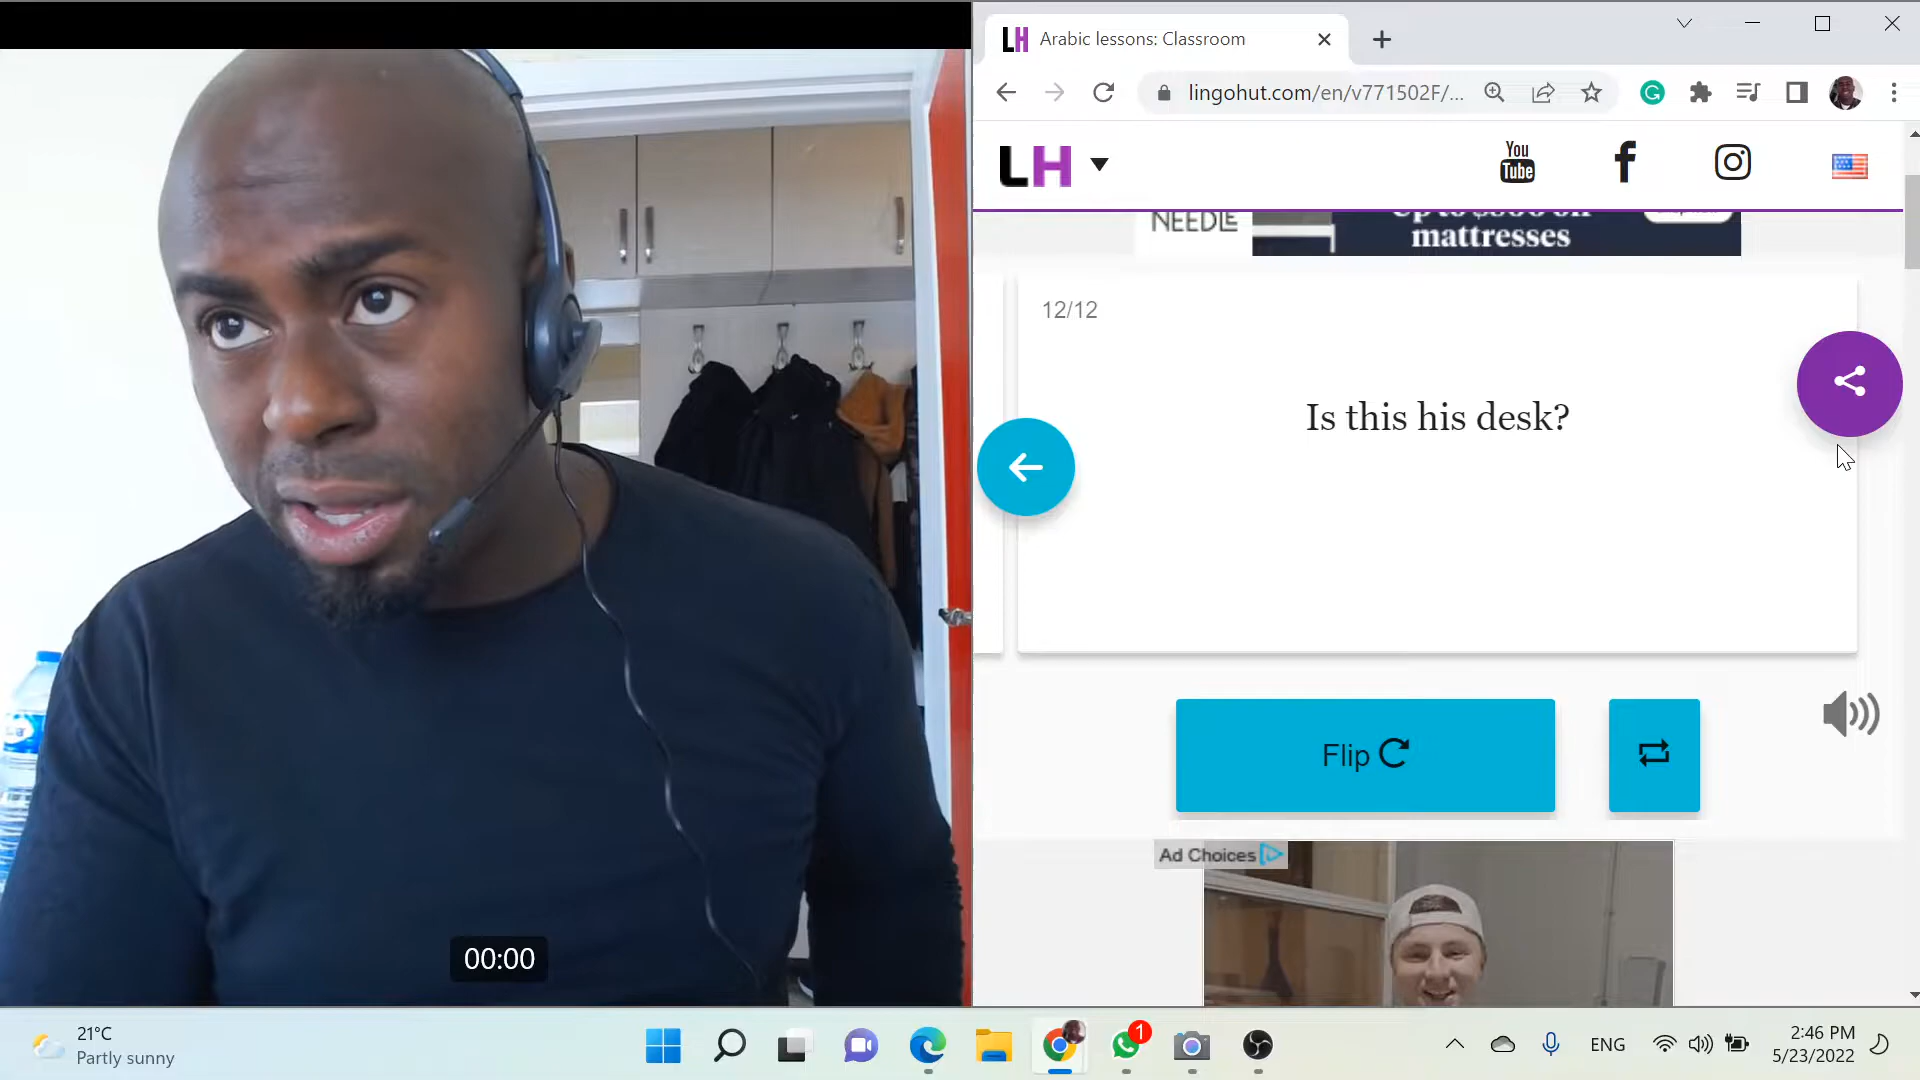 00:00
LH Arabic lessons: Classroom
lingohut.com/en/v771502F/...
LH
You
Tube
NEEDLE
mattresses
12/12
Is this his desk?
Flip
Ad Choices
21°C
Partly sunny
1
ENG
2:46 PM
5/23/2022